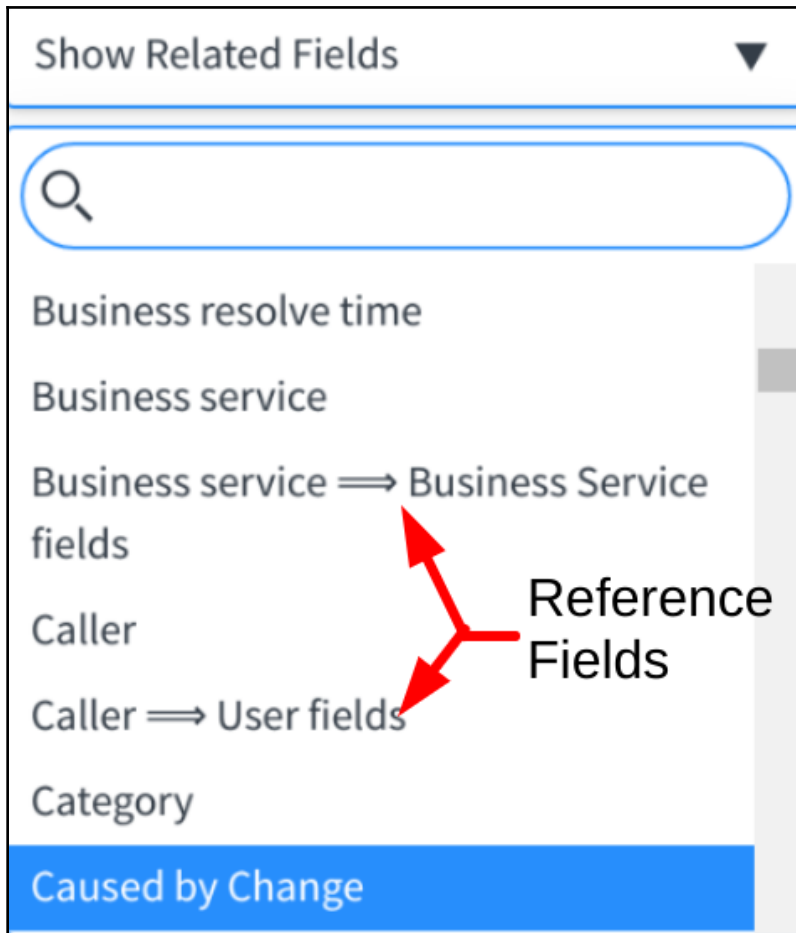 Show Related Fields
Business resolve time
Business service
Business service ⟹ Business Service
fields
Caller
Reference
Fields
Caller ⟹ User fields
Category
Caused by Change